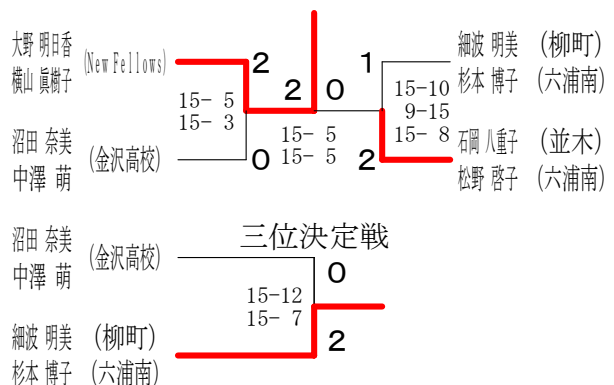 大野 明日香
横山 眞樹子
(New Fellows)
2
15- 5
15- 3
沼田 奈美
中澤 萌
(金沢高校)
0
2 0
15- 5
15- 5
細波 明美 (柳町)
杉本 博子 (六浦南)
1
15-10
9-15
15- 8
石岡 八重子 (並木)
松野 啓子 (六浦南)
2
三位決定戦
沼田 奈美
中澤 萌
(金沢高校)
0
15-12
15- 7
細波 明美 (柳町)
杉本 博子 (六浦南)
2